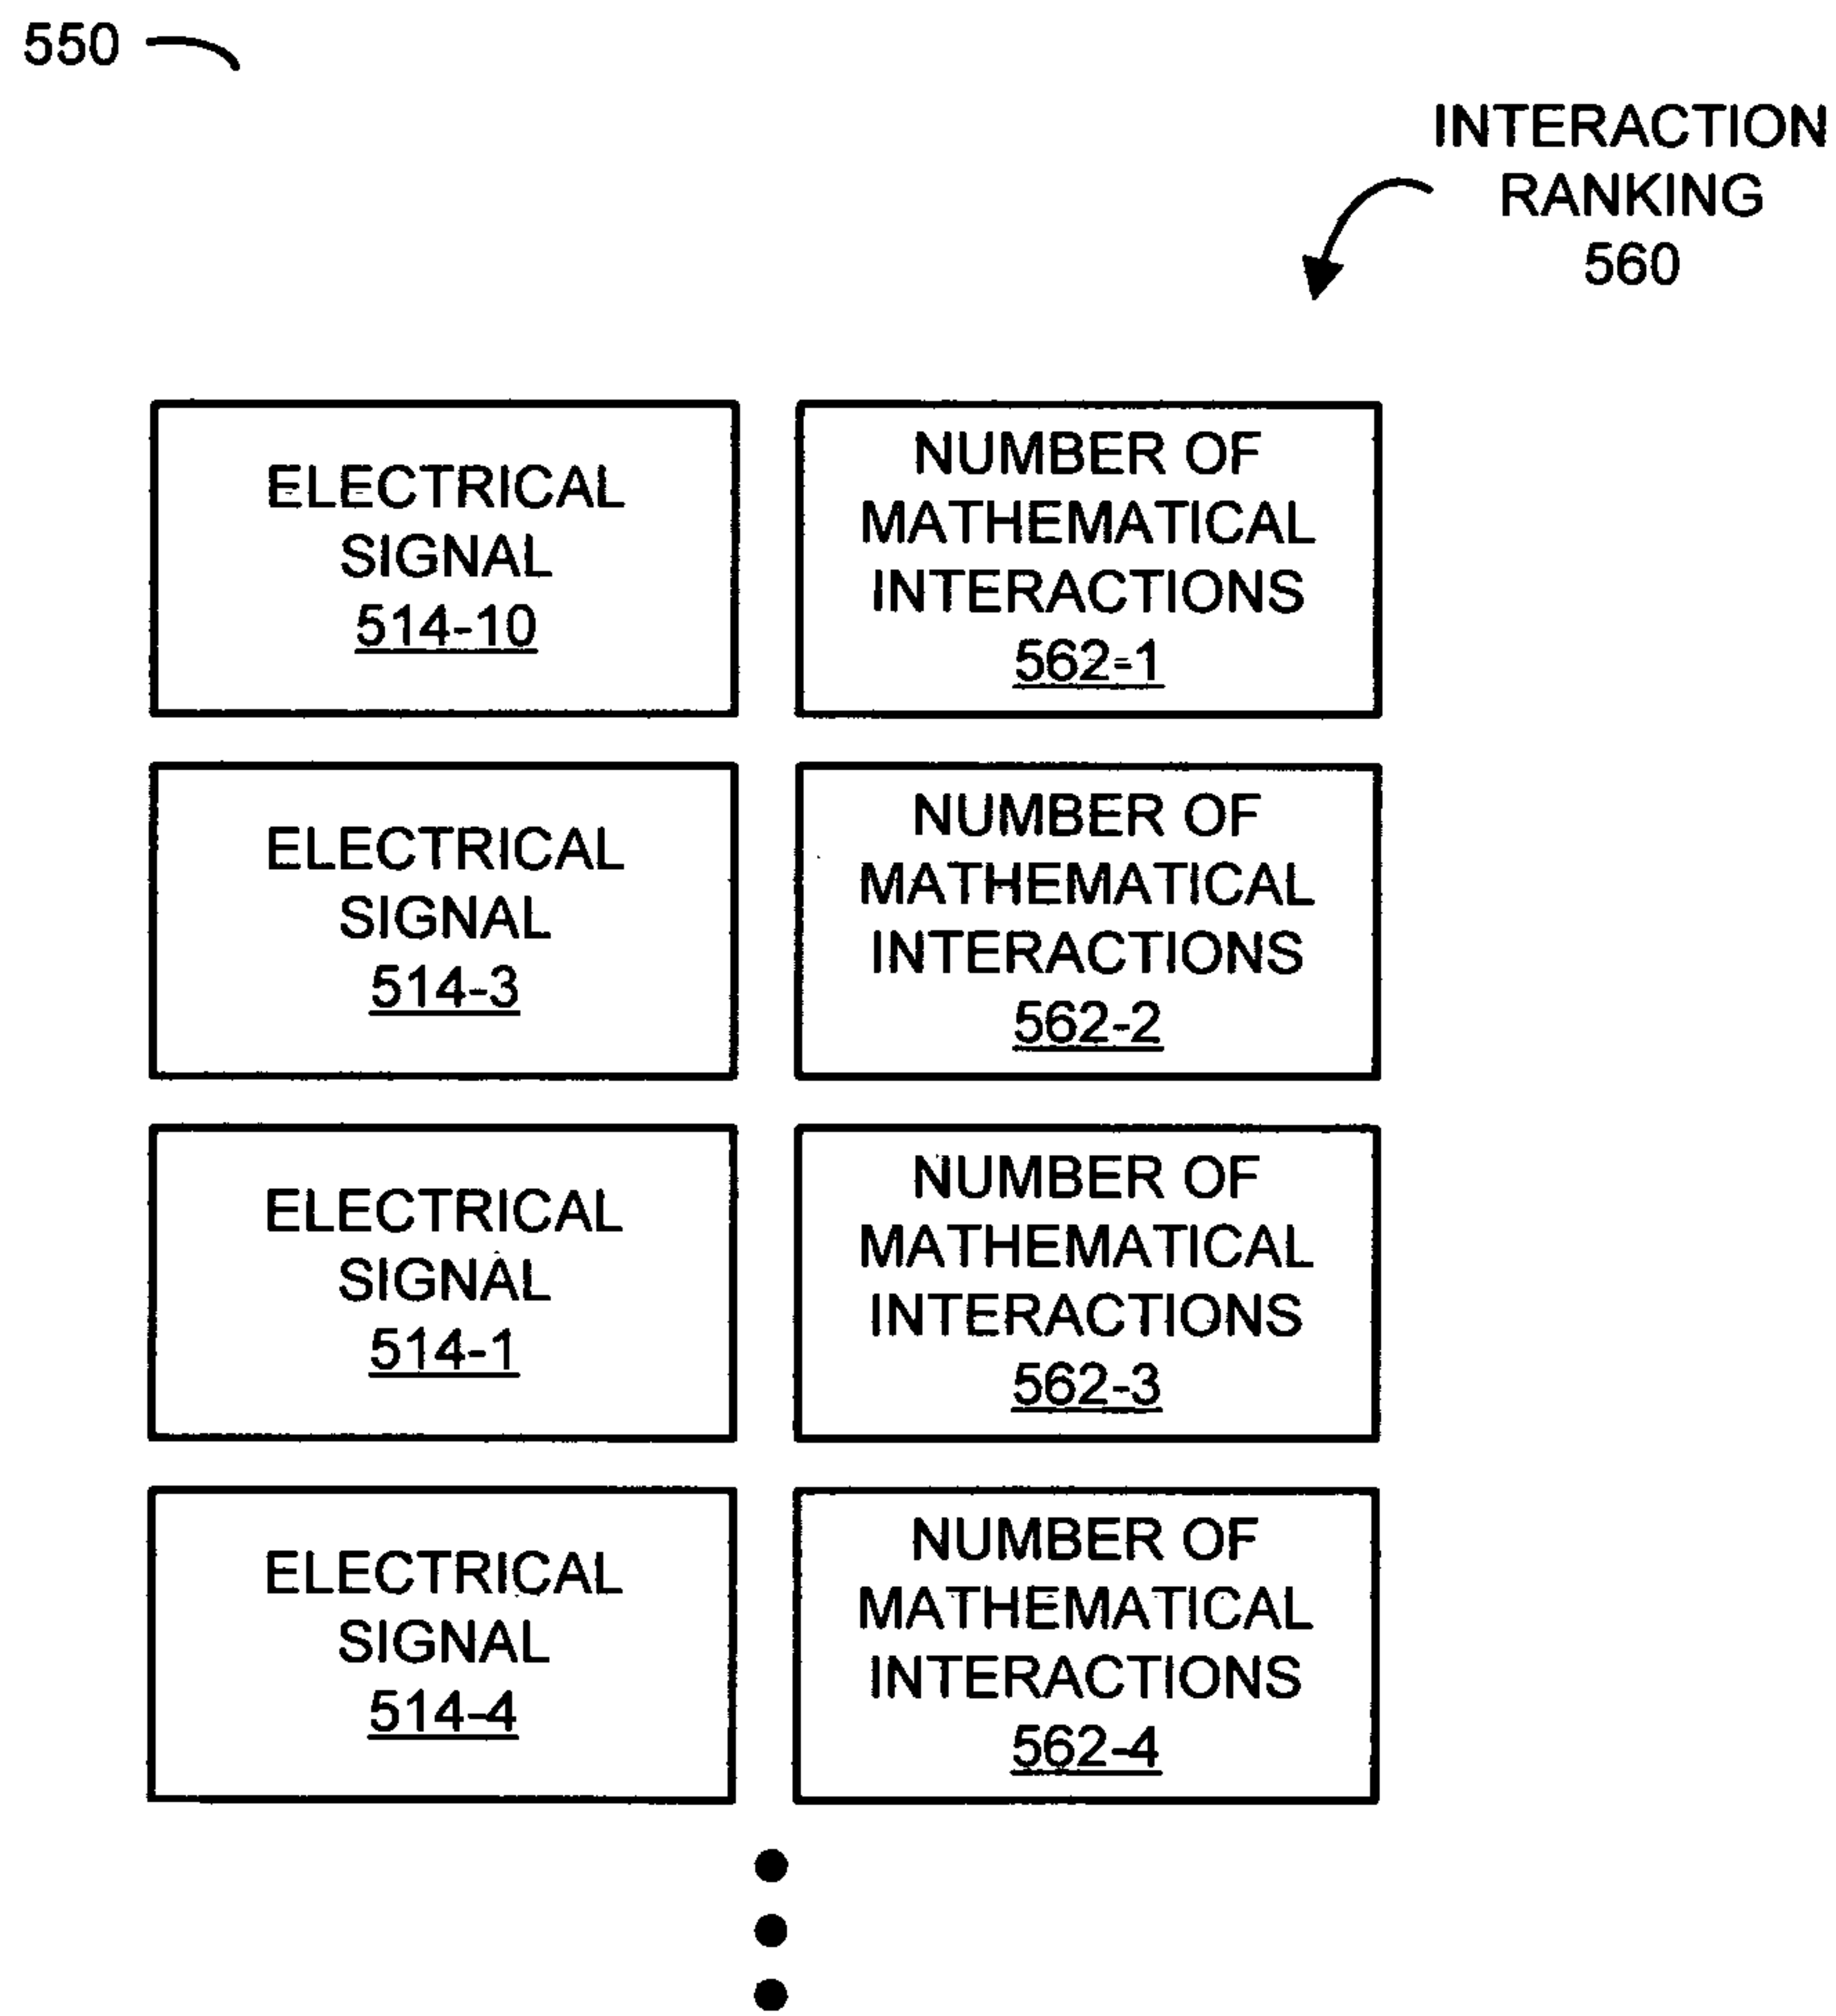 550
INTERACTION
RANKING
560
ELECTRICAL
SIGNAL
514-10
NUMBER OF
MATHEMATICAL
INTERACTIONS
562-1
ELECTRICAL
SIGNAL
514-3
NUMBER OF
MATHEMATICAL
INTERACTIONS
562-2
ELECTRICAL
SIGNAL
514-1
NUMBER OF
MATHEMATICAL
INTERACTIONS
562-3
ELECTRICAL
SIGNAL
514-4
NUMBER OF
MATHEMATICAL
INTERACTIONS
562-4